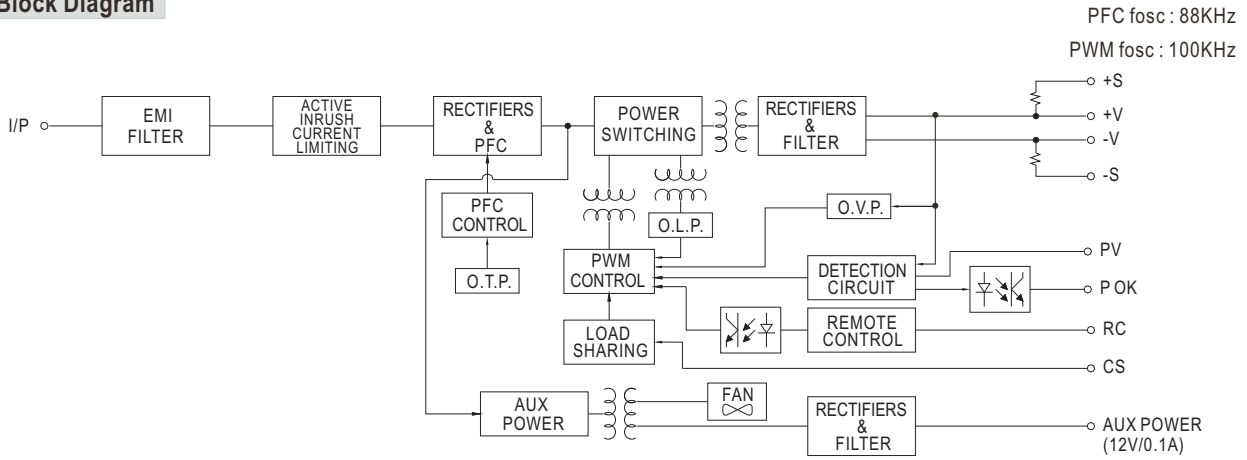 Block Diagram
PFC fosc : 88KHz
PWM fosc : 100KHz
I/P
EMI
FILTER
ACTIVE
INRUSH
CURRENT
LIMITING
RECTIFIERS
&
PFC
POWER
SWITCHING
RECTIFIERS
&
FILTER
+S
+V
-V
-S
PFC
CONTROL
O.T.P.
O.L.P.
O.V.P.
PWM
CONTROL
DETECTION
CIRCUIT
PV
P OK
LOAD
SHARING
REMOTE
CONTROL
RC
CS
AUX
POWER
FAN
RECTIFIERS
&
FILTER
AUX POWER
(12V/0.1A)